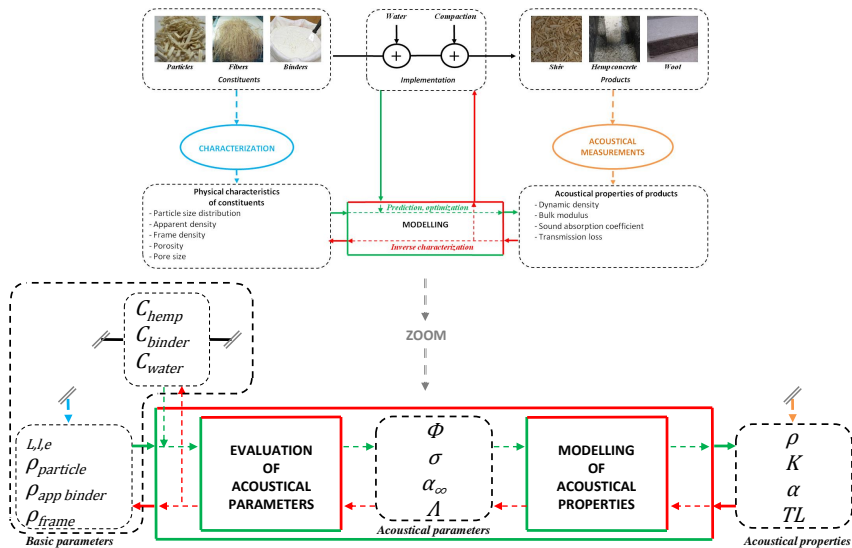 Water
Compaction
Particles
Fibers
Binders
Constituents
+
+
Implementation
Shiv
Hemp concrete
Wool
Products
CHARACTERIZATION
ACOUSTICAL
MEASUREMENTS
Physical characteristics
of constituents
- Particle size distribution
- Apparent density
- Frame density
- Porosity
- Pore size
Prediction, optimization
MODELLING
Inverse characterization
Acoustical properties of products
- Dynamic density
- Bulk modulus
- Sound absorption coefficient
- Transmission loss
ZOOM
C_hemp
C_binder
C_water
L,l,e
ρ_particle
ρ_app binder
ρ_frame
Basic parameters
EVALUATION
OF
ACOUSTICAL
PARAMETERS
Φ
σ
α_∞
Λ
Acoustical parameters
MODELLING
OF
ACOUSTICAL
PROPERTIES
ρ
K
α
TL
Acoustical properties